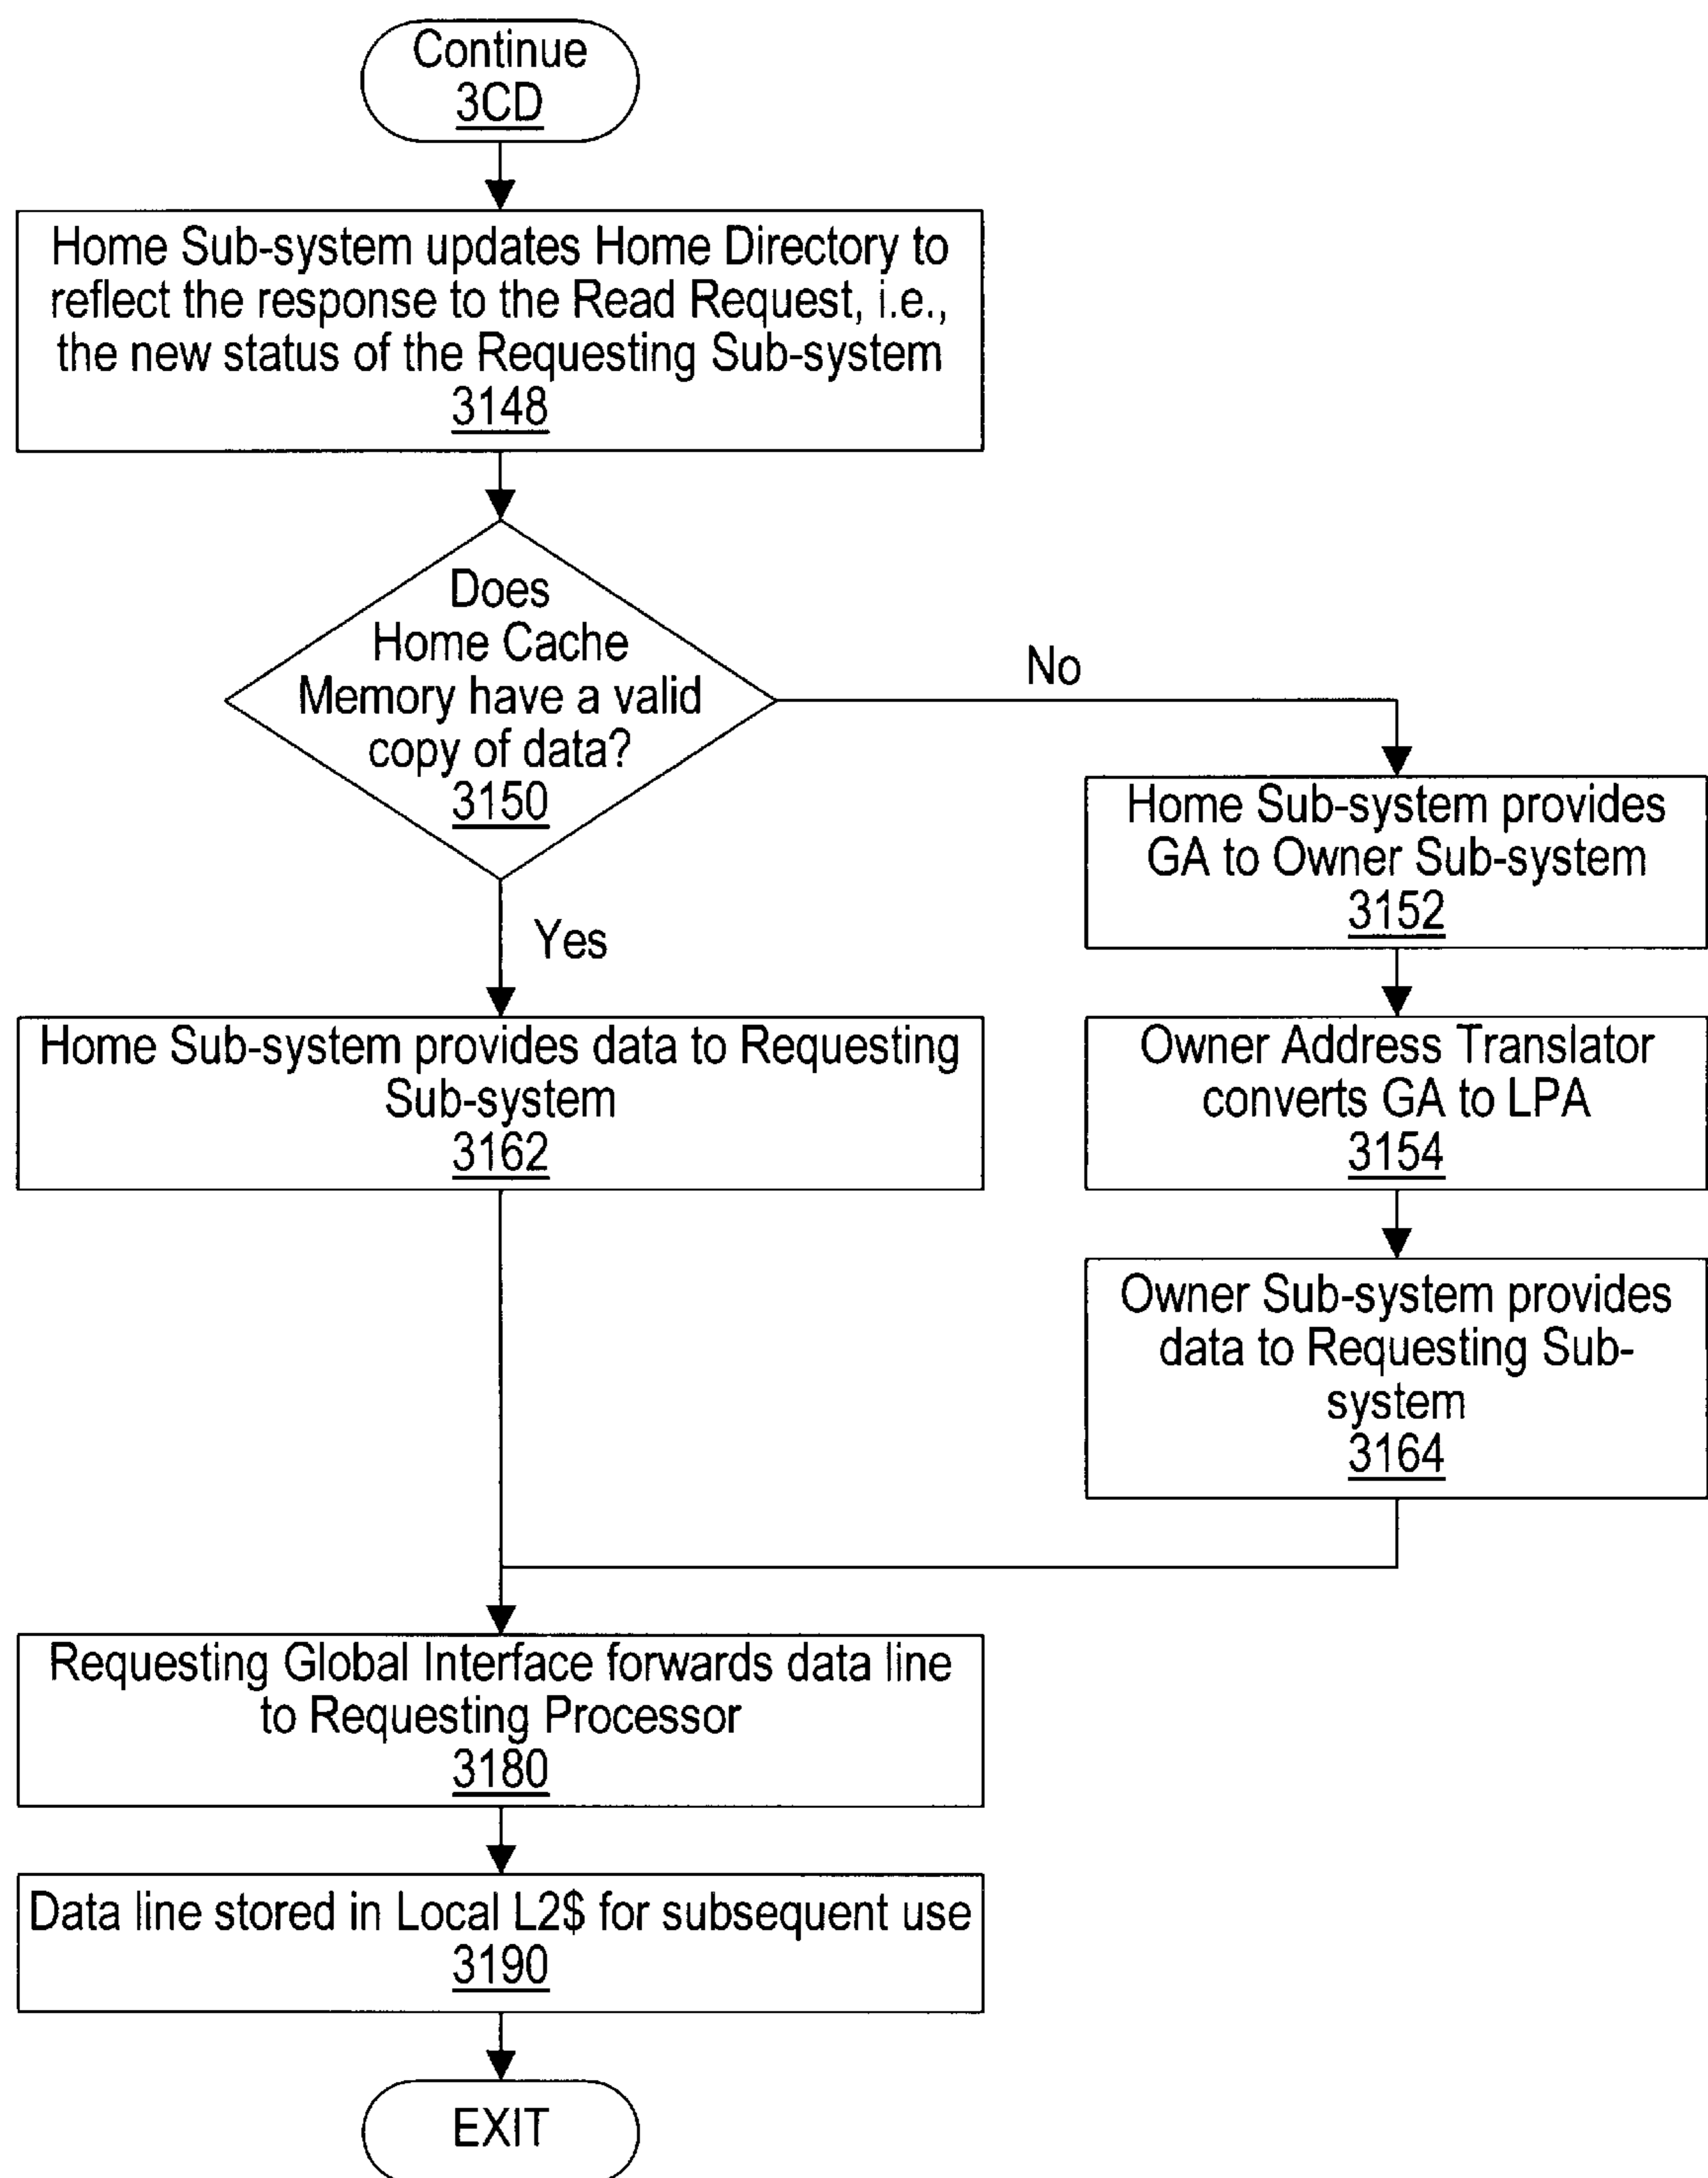 Continue
3CD
Home Sub-system updates Home Directory to
reflect the response to the Read Request, i.e.,
the new status of the Requesting Sub-system
3148
Does
Home Cache
Memory have a valid
copy of data?
3150
No
Yes
Home Sub-system provides
GA to Owner Sub-system
3152
Home Sub-system provides data to Requesting
Sub-system
3162
Owner Address Translator
converts GA to LPA
3154
Owner Sub-system provides
data to Requesting Sub-
system
3164
Requesting Global Interface forwards data line
to Requesting Processor
3180
Data line stored in Local L2$ for subsequent use
3190
EXIT